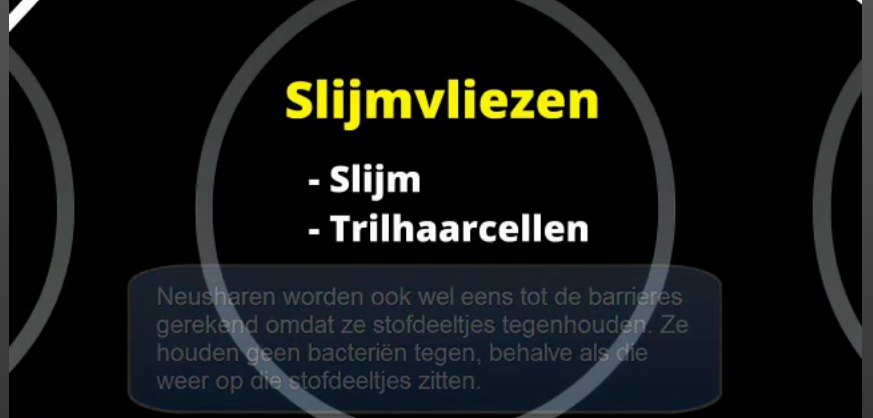 Slijmvliezen
- Slijm
- Trilhaarcellen
Neusharen worden ook wel eens tot de barrières
gerekend omdat ze stofdeeltjes tegenhouden. Ze
houden geen bacteriën tegen, behalve als die
weer op die stofdeeltjes zitten.